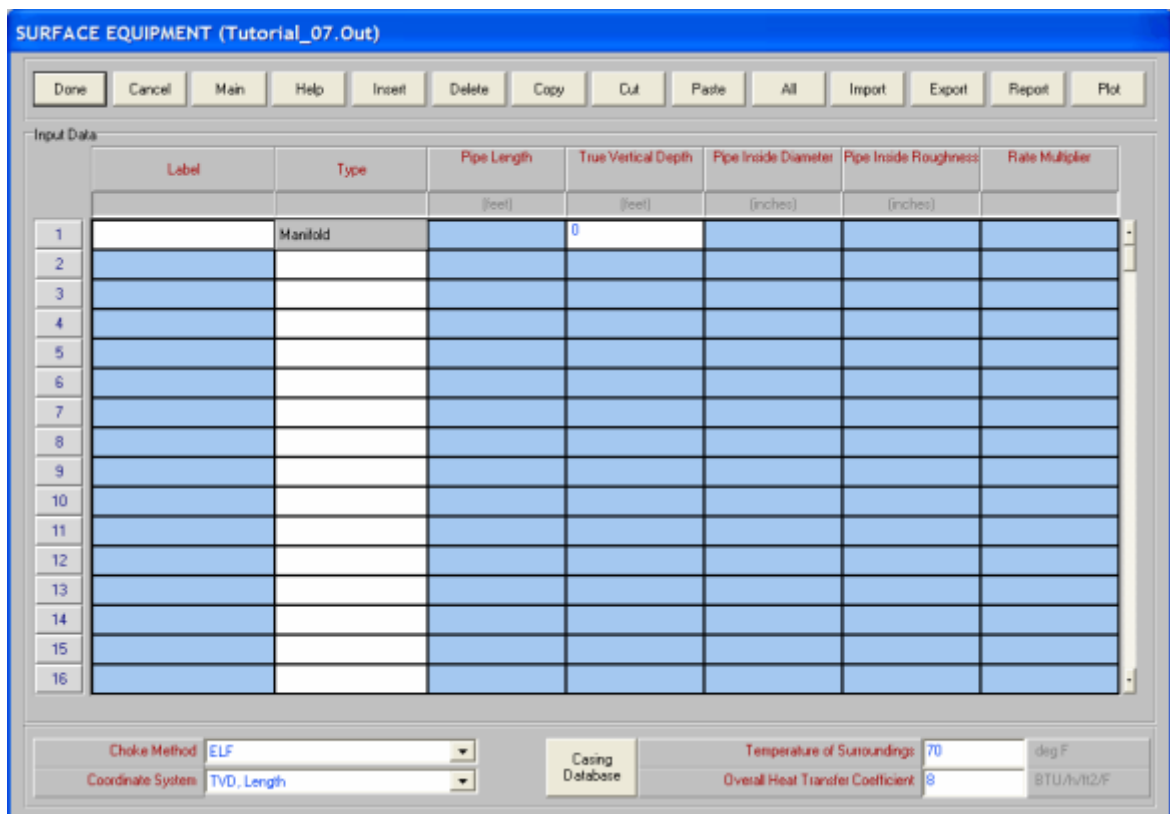 SURFACE EQUIPMENT (Tutorial_07.Out)
Done Cancel Main Help Insert Delete Copy Cut Paste All Import Export Report Plot
Input Data
Label Type Pipe Length True Vertical Depth Pipe Inside Diameter Pipe Inside Roughness Rate Multiplier
(feet) (feet) (inches) (inches)
1 Manifold 0
2
3
4
5
6
7
8
9
10
11
12
13
14
15
16
Choke Method ELF Casing Database Temperature of Surroundings 70 deg F
Coordinate System TVD, Length Overall Heat Transfer Coefficient 8 BTU/h/ft2/F